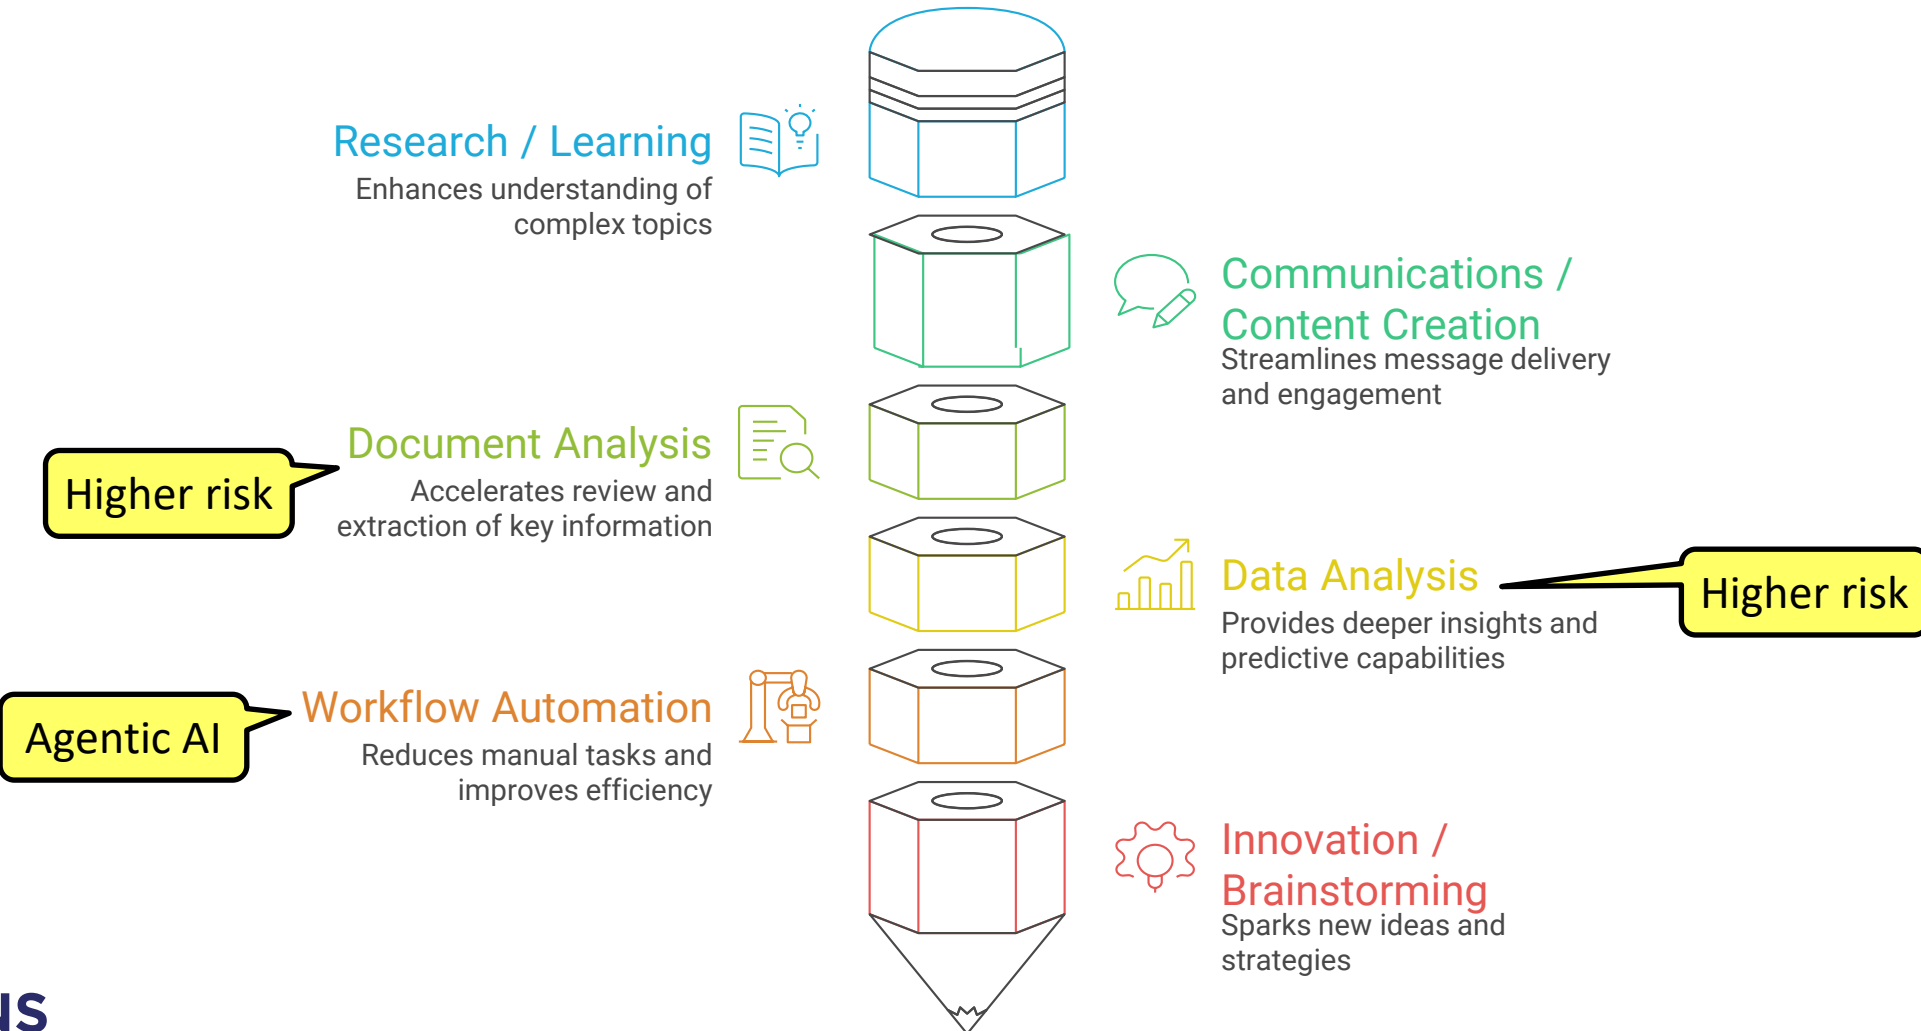 Research / Learning
Enhances understanding of
complex topics
Communications /
Content Creation
Streamlines message delivery
and engagement
Higher risk
Document Analysis
Accelerates review and
extraction of key information
Data Analysis
Provides deeper insights and
predictive capabilities
Higher risk
Agentic AI
Workflow Automation
Reduces manual tasks and
improves efficiency
Innovation /
Brainstorming
Sparks new ideas and
strategies